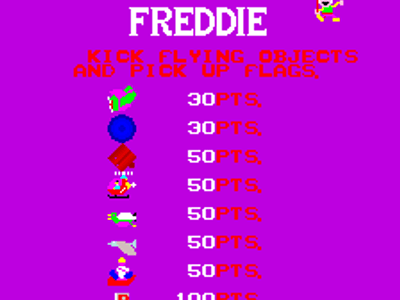 FREDDIE
KICK FLYING OBJECTS
AND PICK UP FLAGS.
30PTS.
30PTS.
50PTS.
50PTS.
50PTS.
50PTS.
50PTS.
100PTS.